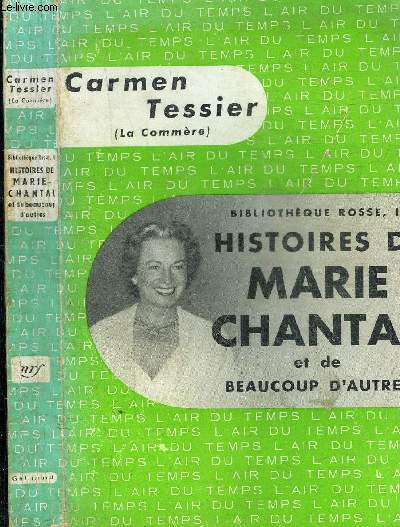 Carmen
Tessier
(La Commère)
BIBLIOTHÈQUE ROSSE, I
HISTOIRES D
MARIE
CHANTA
et de
BEAUCOUP D'AUTRE
L'AIR DU TEMPS L'AIR DU TEMPS L'AIR DU TEMPS
Carmen
Tessier
(La Commère)
HISTOIRES DE
MARIE-
CHANTAL
et de beaucoup
d'autres
nrf
Gallimard